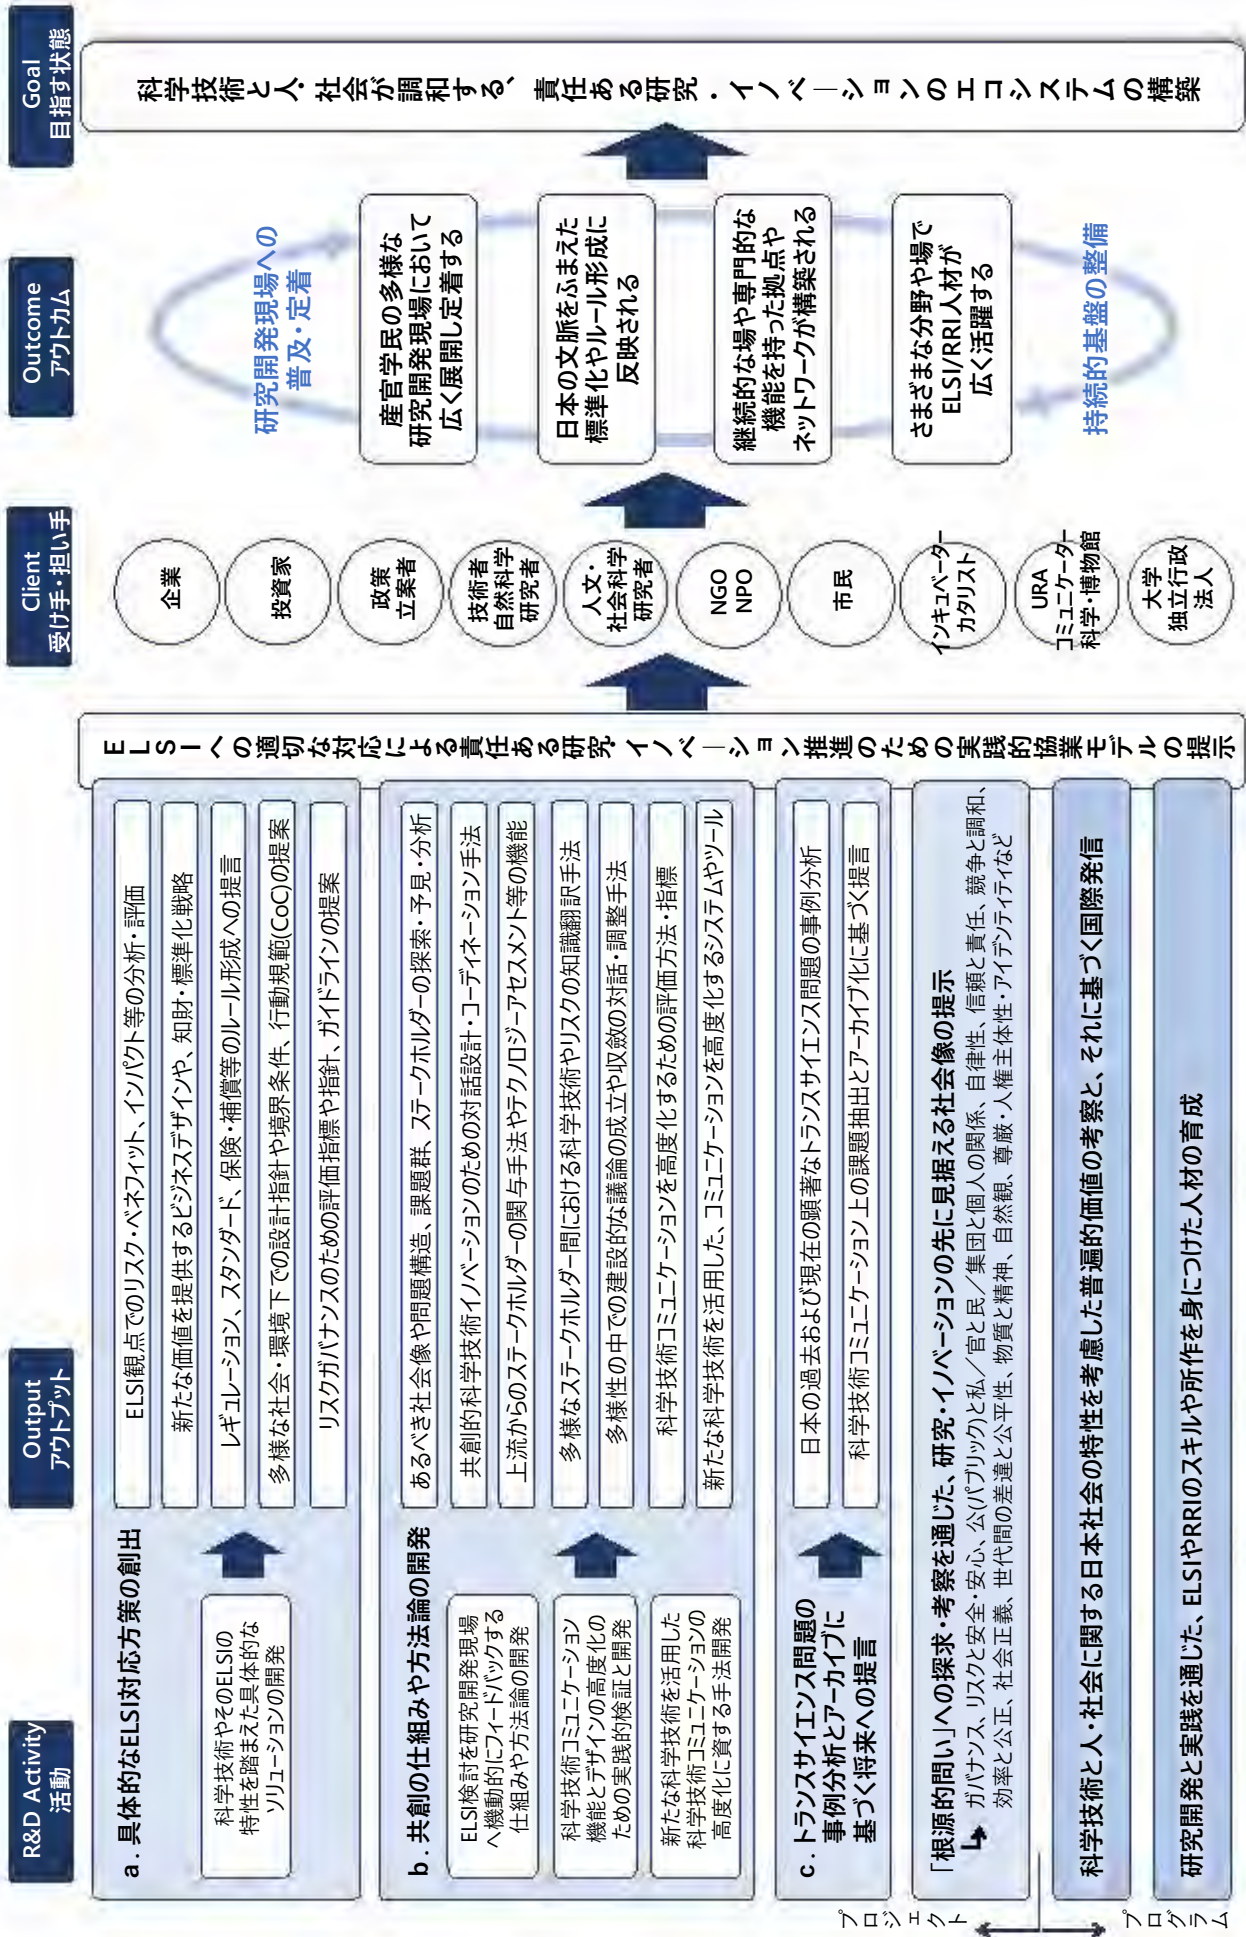 R&D Activity
活動
Output
アウトプット
Client
受け手・担い手
Outcome
アウトカム
Goal
目指す状態
a. 具体的なELSI対応方策の創出
科学技術やそのELSIの
特性を踏まえた具体的な
ソリューションの開発
ELSI観点でのリスク・ベネフィット、インパクト等の分析・評価
新たな価値を提供するビジネスデザインや、知財・標準化戦略
レギュレーション、スタンダード、保険・補償等のルール形成への提言
多様な社会・環境下での設計指針や境界条件、行動規範(CoC)の提案
リスクガバナンスのための評価指標や指針、ガイドラインの提案
b. 共創の仕組みや方法論の開発
ELSI検討を研究開発現場
へ機動的にフィードバックする
仕組みや方法論の開発
科学技術コミュニケーション
機能とデザインの高度化の
ための実践的検証と開発
新たな科学技術を活用した
科学技術コミュニケーションの
高度化に資する手法開発
あるべき社会像や問題構造、課題群、ステークホルダーの探索・予見・分析
共創的科学技術イノベーションのための対話設計・コーディネーション手法
上流からのステークホルダーの関与手法やテクノロジーアセスメント等の機能
多様なステークホルダー間における科学技術やリスクの知識翻訳手法
多様性の中での建設的な議論の成立や収斂の対話・調整手法
科学技術コミュニケーションを高度化するための評価方法・指標
新たな科学技術を活用した、コミュニケーションを高度化するシステムやツール
c. トランスサイエンス問題の
事例分析とアーカイブに
基づく将来への提言
日本の過去および現在の顕著なトランスサイエンス問題の事例分析
科学技術コミュニケーション上の課題抽出とアーカイブ化に基づく提言
「根源的問い」への探求・考察を通じた、研究・イノベーションの先に見据える社会像の提示
ガバナンス、リスクと安全・安心、公(パブリック)と私/官と民/集団と個人の関係、自律性、信頼と責任、競争と調和、
効率と公正、社会正義、世代間の差違と公平性、物質と精神、自然観、尊厳・人権主体性・アイデンティティなど
科学技術と人・社会に関する日本社会の特性を考慮した普遍的価値の考察と、それに基づく国際発信
研究開発と実践を通じた、ELSIやRRIのスキルや所作を身につけた人材の育成
プロジェクト
プログラム
ELSIへの適切な対応による責任ある研究・イノベーション推進のための実践的協業モデルの提示
企業
投資家
政策
立案者
技術者
自然科学
研究者
人文・
社会科学
研究者
NGO
NPO
市民
インキュベーター
カタリスト
URA
コミュニケーター
科学・博物館
大学
独立行政
法人
研究開発現場への
普及・定着
産官学民の多様な
研究開発現場において
広く展開し定着する
日本の文脈をふまえた
標準化やルール形成に
反映される
継続的な場や専門的な
機能を持った拠点や
ネットワークが構築される
さまざまな分野や場で
ELSI/RRI人材が
広く活躍する
持続的基盤の整備
科学技術と人・社会が調和する、責任ある研究・イノベーションのエコシステムの構築